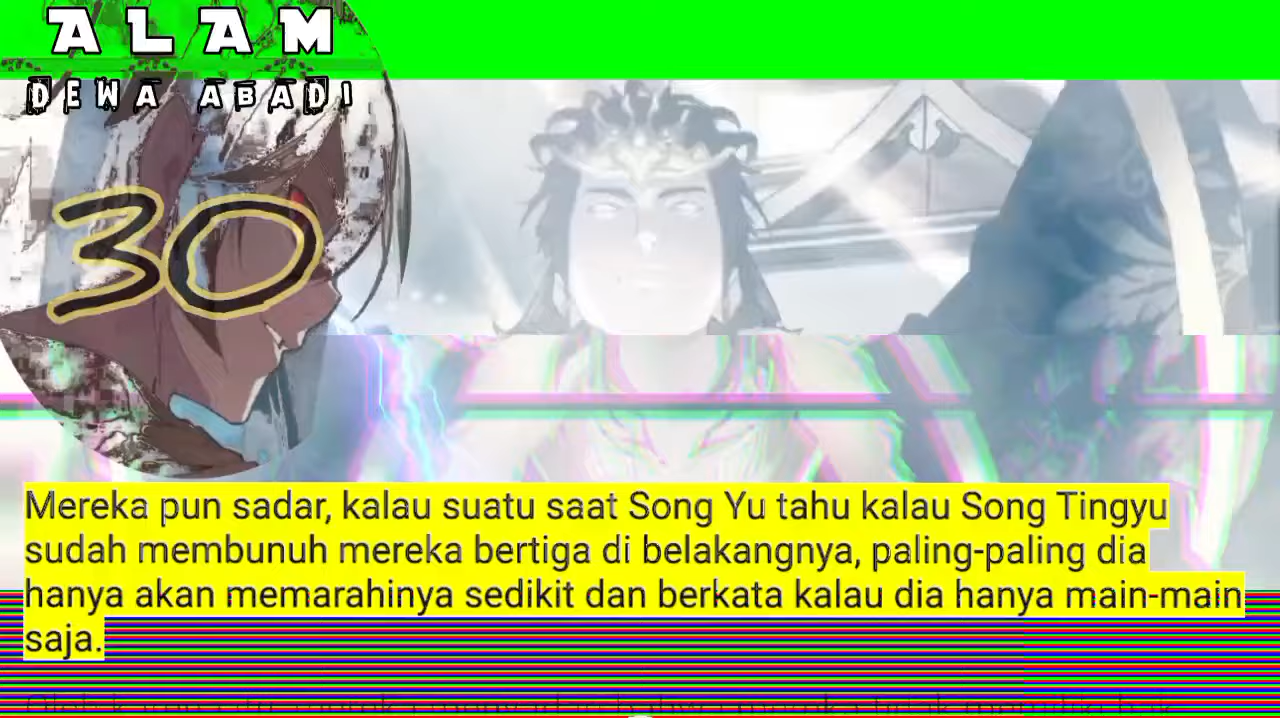 ALAM
DEWA ABADI
30
Mereka pun sadar, kalau suatu saat Song Yu tahu kalau Song Tingyu
sudah membunuh mereka bertiga di belakangnya, paling-paling dia
hanya akan memarahinya sedikit dan berkata kalau dia hanya main-main
saja.